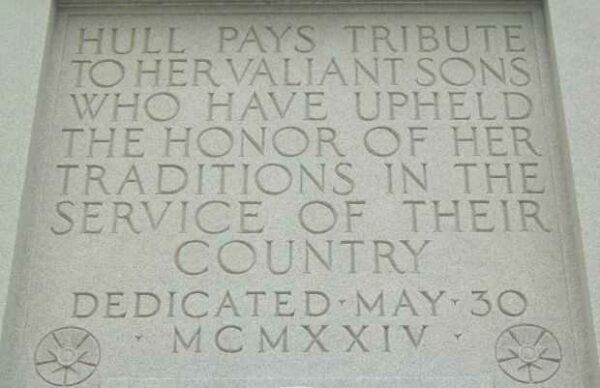 HULL PAYS TRIBUTE
TO HER VALIANT SONS
WHO HAVE UPHELD
THE HONOR OF HER
TRADITIONS IN THE
SERVICE OF THEIR
COUNTRY
DEDICATED · MAY · 30
· MCMXXIV ·